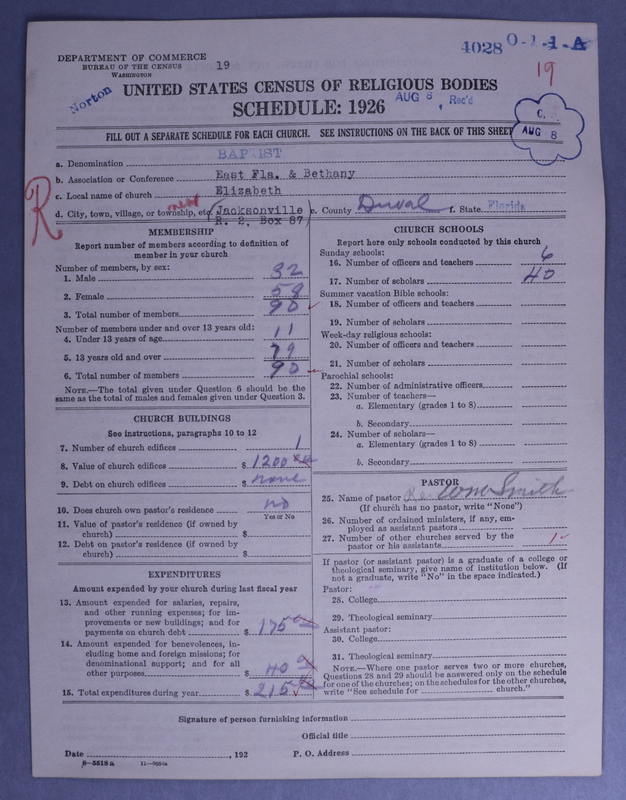 4028 0-1-1-A
DEPARTMENT OF COMMERCE
BUREAU OF THE CENSUS
WASHINGTON
19
19
Norton
UNITED STATES CENSUS OF RELIGIOUS BODIES
SCHEDULE: 1926
AUG 8, Rec'd
C.
AUG 8
FILL OUT A SEPARATE SCHEDULE FOR EACH CHURCH. SEE INSTRUCTIONS ON THE BACK OF THIS SHEET
a. Denomination BAPTIST
b. Association or Conference East Fla. & Bethany
c. Local name of church Elizabeth
R
d. City, town, village, or township, etc. near Jacksonville R. 2, Box 87 e. County Duval f. State Florida
MEMBERSHIP
Report number of members according to definition of
member in your church
Number of members, by sex:
1. Male 32
2. Female 58
3. Total number of members 90
Number of members under and over 13 years old:
4. Under 13 years of age 11
5. 13 years old and over 79
6. Total number of members 90
NOTE.—The total given under Question 6 should be the
same as the total of males and females given under Question 3.
CHURCH BUILDINGS
See instructions, paragraphs 10 to 12
7. Number of church edifices 1
8. Value of church edifices $ 1200
9. Debt on church edifices $ none
10. Does church own pastor's residence no
Yes or No
11. Value of pastor's residence (if owned by
church) $
12. Debt on pastor's residence (if owned by
church) $
EXPENDITURES
Amount expended by your church during last fiscal year
13. Amount expended for salaries, repairs,
and other running expenses; for im-
provements or new buildings; and for
payments on church debt $ 175
14. Amount expended for benevolences, in-
cluding home and foreign missions; for
denominational support; and for all
other purposes $ 40
15. Total expenditures during year $ 215
CHURCH SCHOOLS
Report here only schools conducted by this church
Sunday schools:
16. Number of officers and teachers 6
17. Number of scholars 40
Summer vacation Bible schools:
18. Number of officers and teachers
19. Number of scholars
Week-day religious schools:
20. Number of officers and teachers
21. Number of scholars
Parochial schools:
22. Number of administrative officers
23. Number of teachers—
a. Elementary (grades 1 to 8)
b. Secondary
24. Number of scholars—
a. Elementary (grades 1 to 8)
b. Secondary
PASTOR
25. Name of pastor Wm Smith
(If church has no pastor, write "None")
26. Number of ordained ministers, if any, em-
ployed as assistant pastors
27. Number of other churches served by the
pastor or his assistants 1
If pastor (or assistant pastor) is a graduate of a college or
theological seminary, give name of institution below. (If
not a graduate, write "No" in the space indicated.)
Pastor:
28. College
29. Theological seminary
Assistant pastor:
30. College
31. Theological seminary
NOTE.—Where one pastor serves two or more churches,
Questions 28 and 29 should be answered only on the schedule
for one of the churches; on the schedules for the other churches,
write "See schedule for church."
Signature of person furnishing information
Official title
Date , 192 P. O. Address
8-5518a